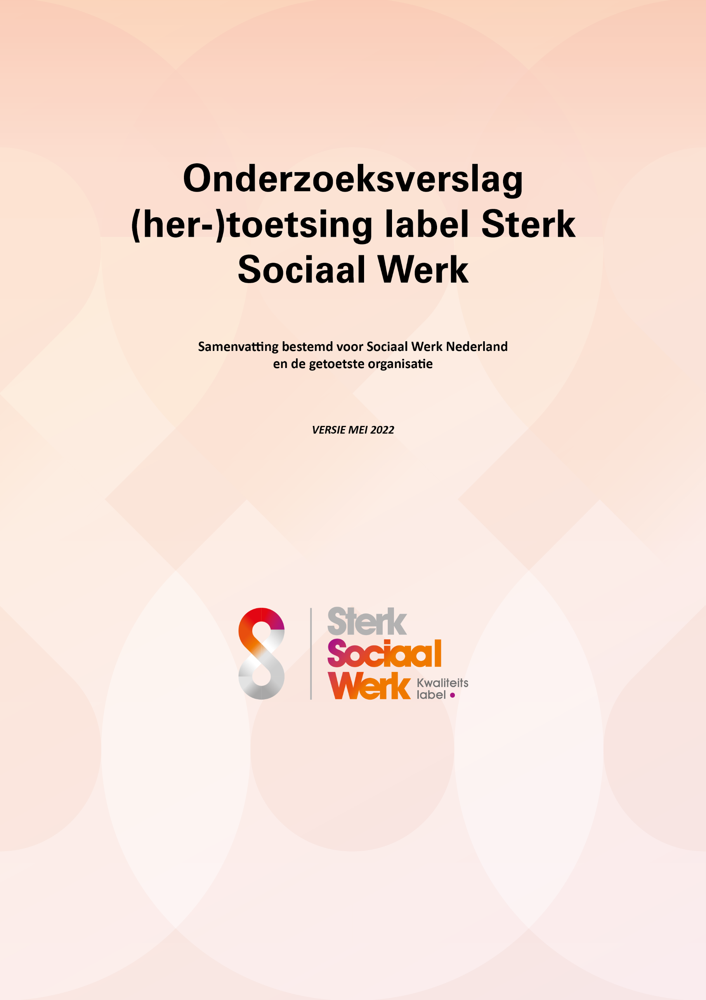 Onderzoeksverslag
(her-)toetsing label Sterk
Sociaal Werk
Samenvatting bestemd voor Sociaal Werk Nederland
en de getoetste organisatie
VERSIE MEI 2022
Sterk
Sociaal
Werk
Kwaliteits
label